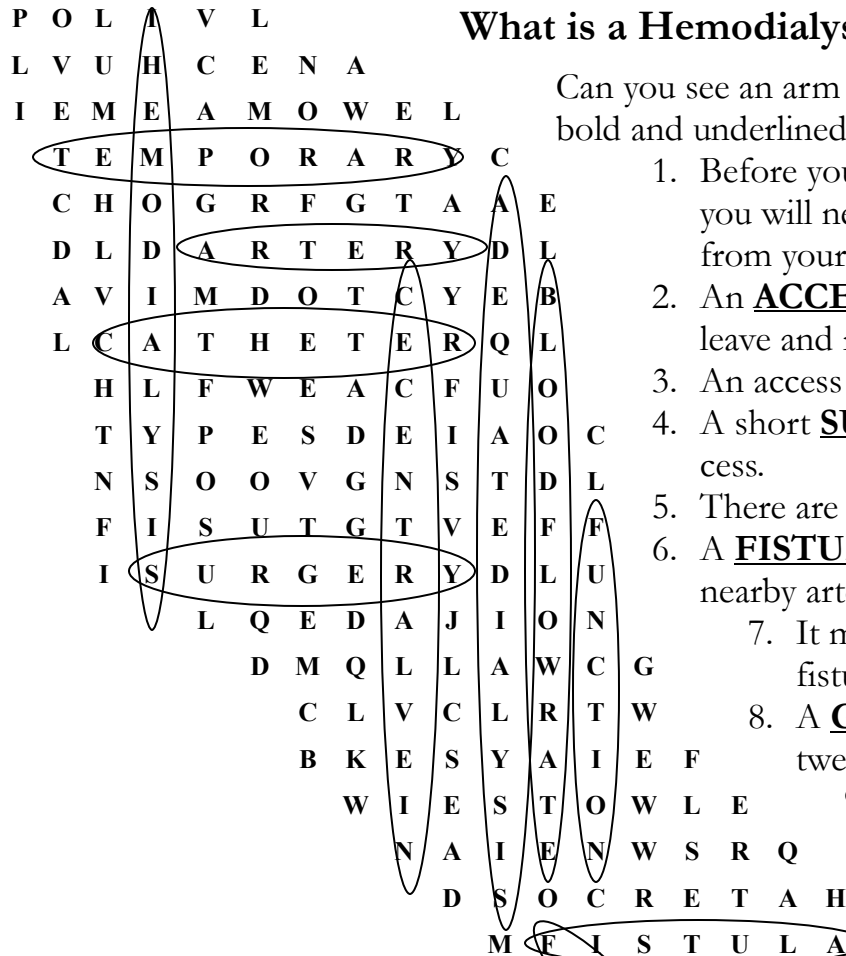 What is a Hemodialys
Can you see an arm
bold and underlined
1. Before you
you will ne
from your
2. An ACCE
leave and r
3. An access
4. A short SU
cess.
5. There are
6. A FISTU
nearby art
7. It m
fistu
8. A C
twe
P O L I V L
L V U H C E N A
I E M E A M O W E L
T E M P O R A R Y C
C H O G R F G T A A E
D L D A R T E R Y D L
A V I M D O T C Y E B
L C A T H E T E R Q L
H L F W E A C F U O
T Y P E S D E I A O C
N S O O V G N S T D L
F I S U T G T V E F F
I S U R G E R Y D L U
L Q E D A J I O N
D M Q L L A W C G
C L V C L R T W
B K E S Y A I E F
W I E S T O W L E
N A I E N W S R Q
D S O C R E T A H
M F I S T U L A